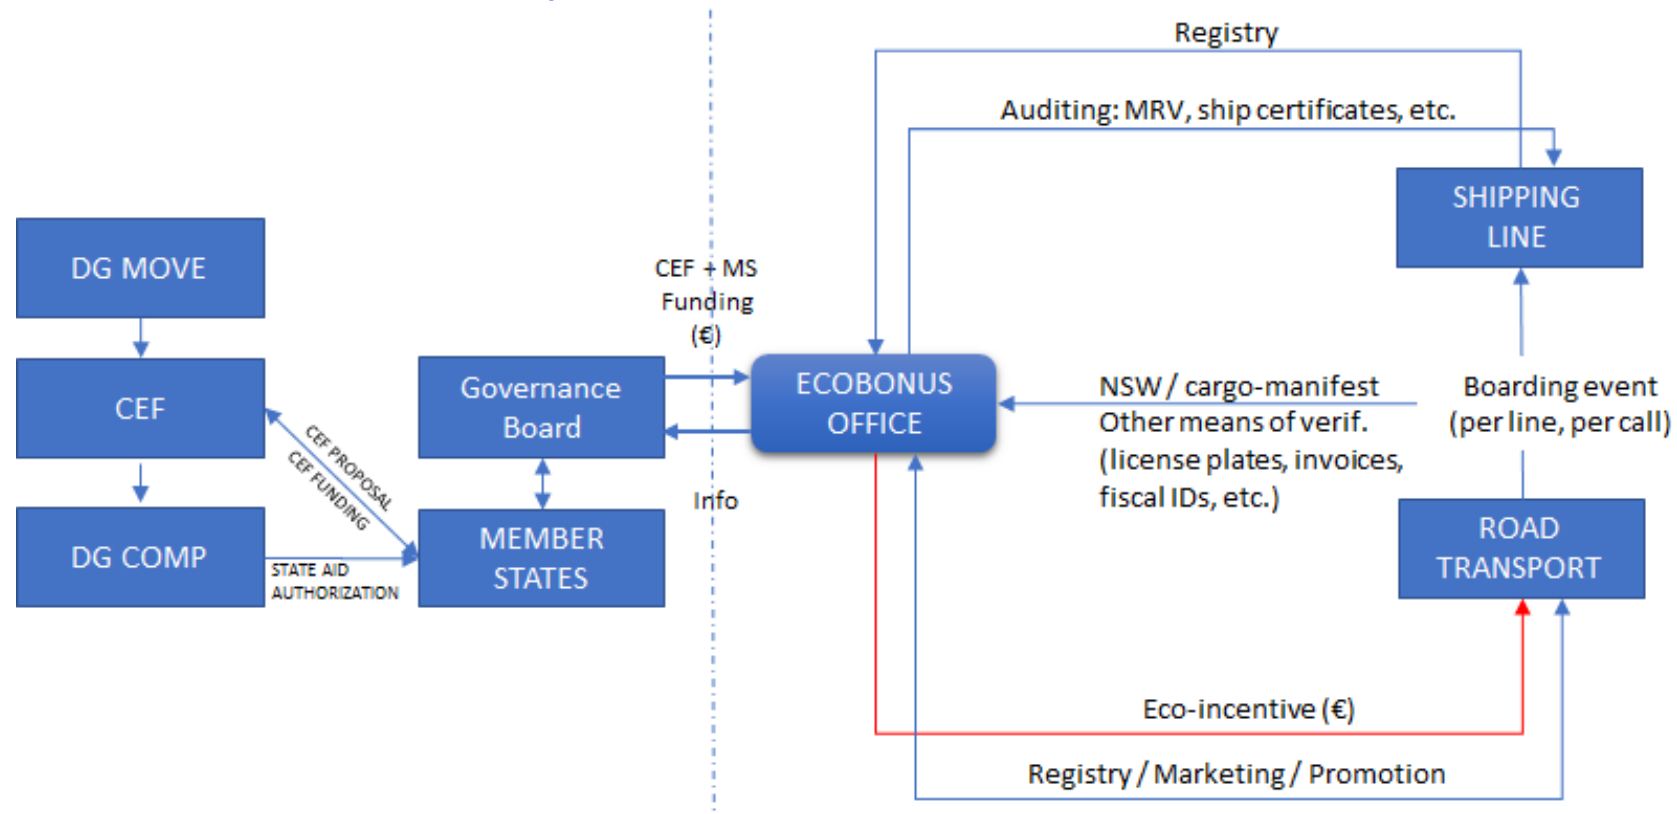 Registry
Auditing: MRV, ship certificates, etc.
SHIPPING
LINE
DG MOVE
CEF + MS
Funding
(€)
CEF
Governance
Board
ECOBONUS
OFFICE
NSW / cargo-manifest
Other means of verif.
(license plates, invoices,
fiscal IDs, etc.)
Boarding event
(per line, per call)
CEF PROPOSAL
CEF FUNDING
Info
DG COMP
STATE AID
AUTHORIZATION
MEMBER
STATES
ROAD
TRANSPORT
Eco-incentive (€)
Registry / Marketing / Promotion